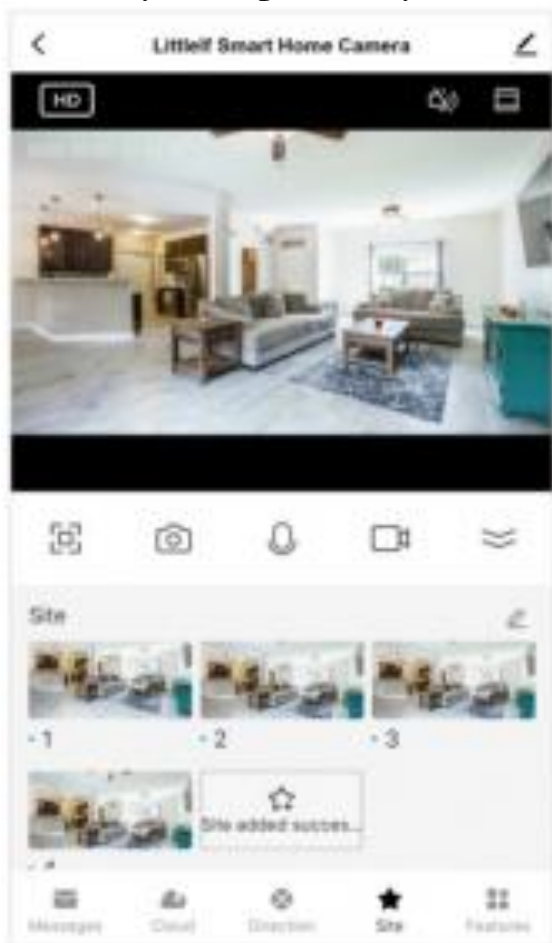 Littlelf Smart Home Camera
HD
Site
1
2
3
Site added succes...
Messages
Cloud
Direction
Site
Features